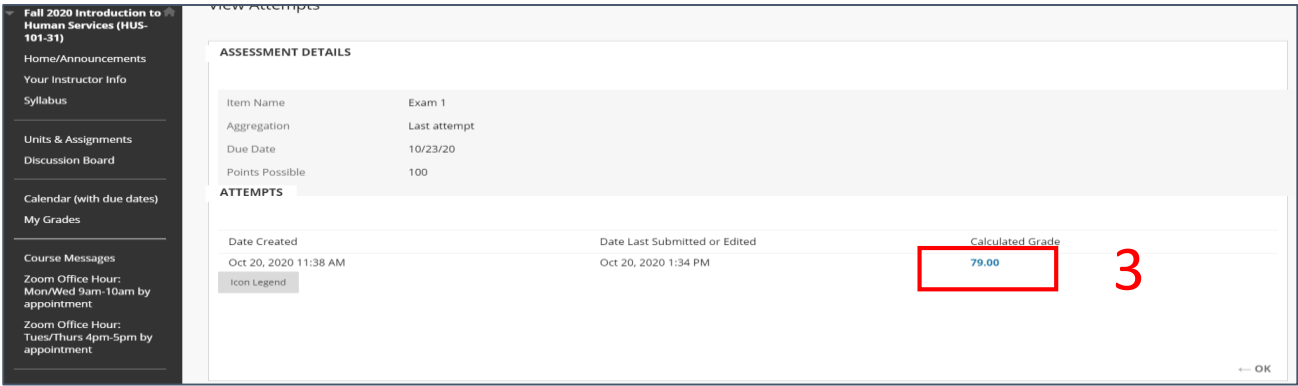 Fall 2020 Introduction to
Human Services (HUS-
101-31)
Home/Announcements
Your Instructor Info
Syllabus
Units & Assignments
Discussion Board
Calendar (with due dates)
My Grades
Course Messages
Zoom Office Hour:
Mon/Wed 9am-10am by
appointment
Zoom Office Hour:
Tues/Thurs 4pm-5pm by
appointment
View Attempts
ASSESSMENT DETAILS
Item Name Exam 1
Aggregation Last attempt
Due Date 10/23/20
Points Possible 100
ATTEMPTS
Date Created Date Last Submitted or Edited Calculated Grade
Oct 20, 2020 11:38 AM Oct 20, 2020 1:34 PM 79.00
Icon Legend
3
← OK